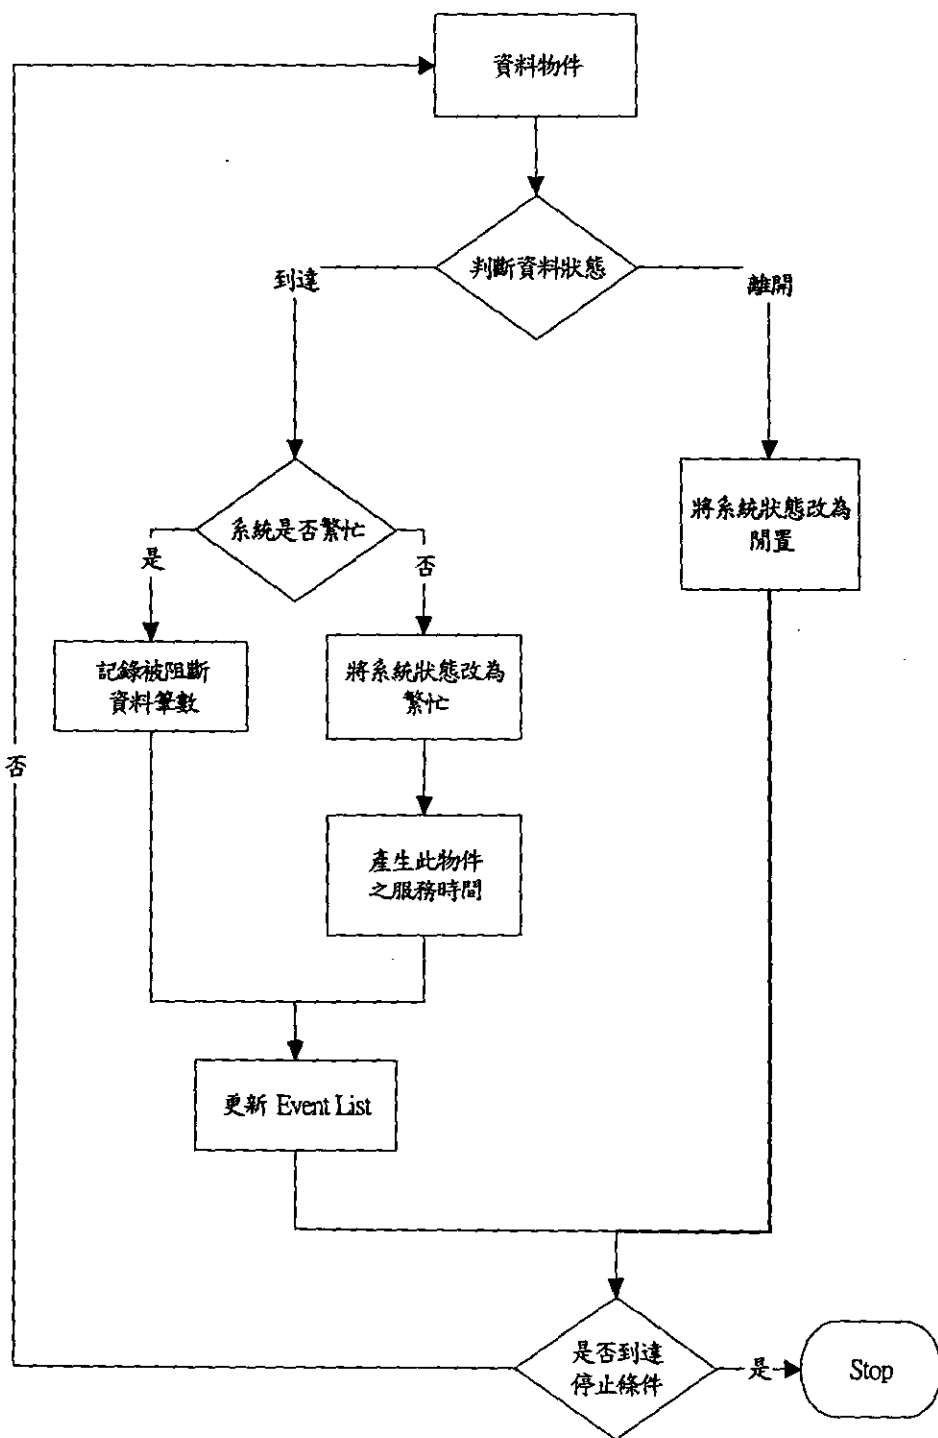 資料物件
判斷資料狀態
到達
離開
系統是否繁忙
將系統狀態改為
閒置
是
否
記錄被阻斷
資料筆數
將系統狀態改為
繁忙
否
產生此物件
之服務時間
更新 Event List
是否到達
停止條件
是
Stop